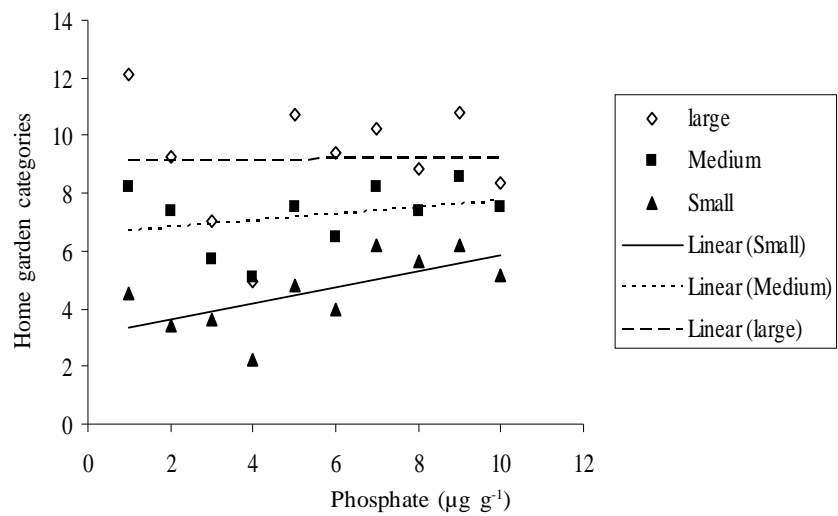 14
12
10
8
6
4
2
0
Home garden categories
0 2 4 6 8 10 12
Phosphate (µg g⁻¹)
large
Medium
Small
Linear (Small)
Linear (Medium)
Linear (large)